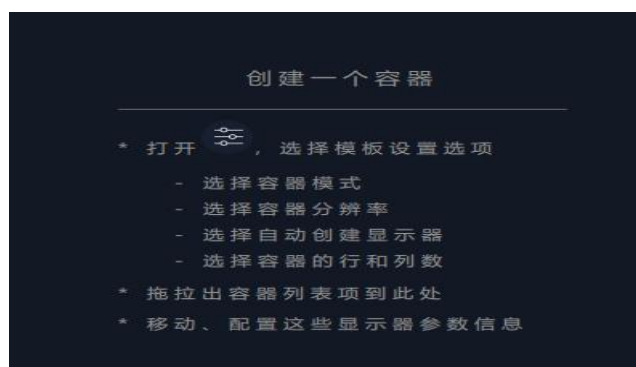 创建一个容器
* 打开 , 选择模板设置选项
- 选择容器模式
- 选择容器分辨率
- 选择自动创建显示器
- 选择容器的行和列数
* 拖拉出容器列表项到此处
* 移动、配置这些显示器参数信息